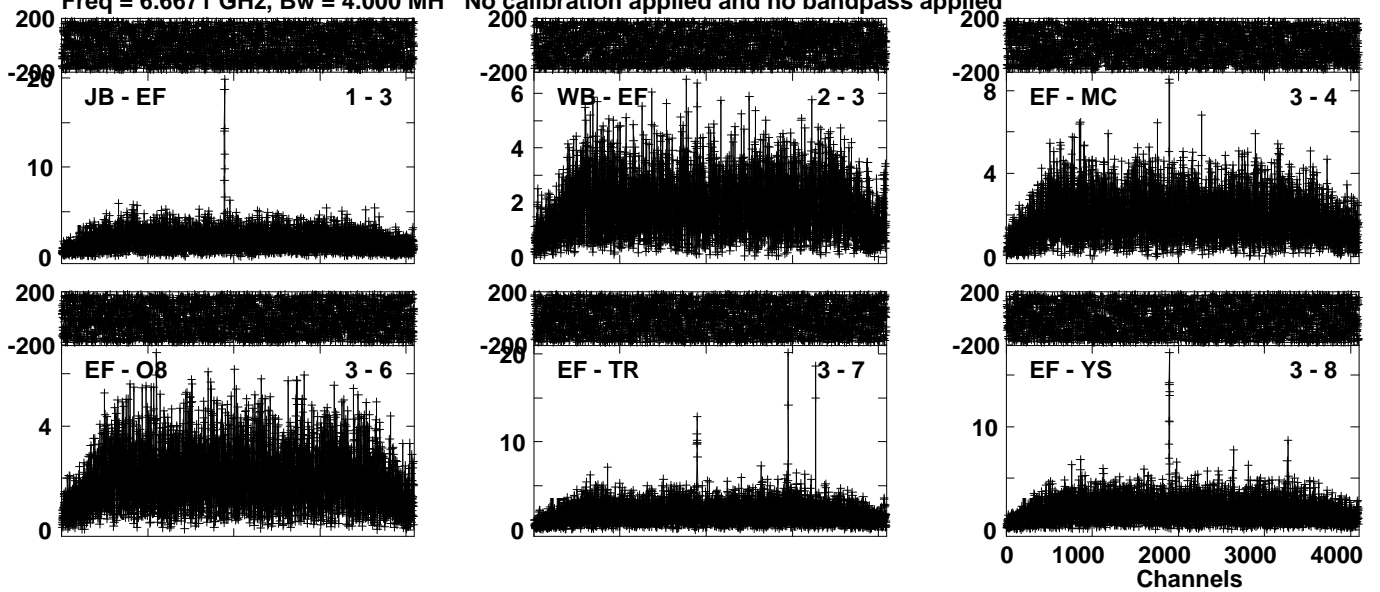 Freq = 6.6671 GHz, Bw = 4.000 MH No calibration applied and no bandpass applied
200 200 200
-200 -200 -200
20 6 8
JB - EF 1 - 3 WB - EF 2 - 3 EF - MC 3 - 4
10 4 4
2
0 0 0
200 200 200
-200 -200 -200
20
EF - O8 3 - 6 EF - TR 3 - 7 EF - YS 3 - 8
4 10 10
0 0 0
0 1000 2000 3000 4000
Channels